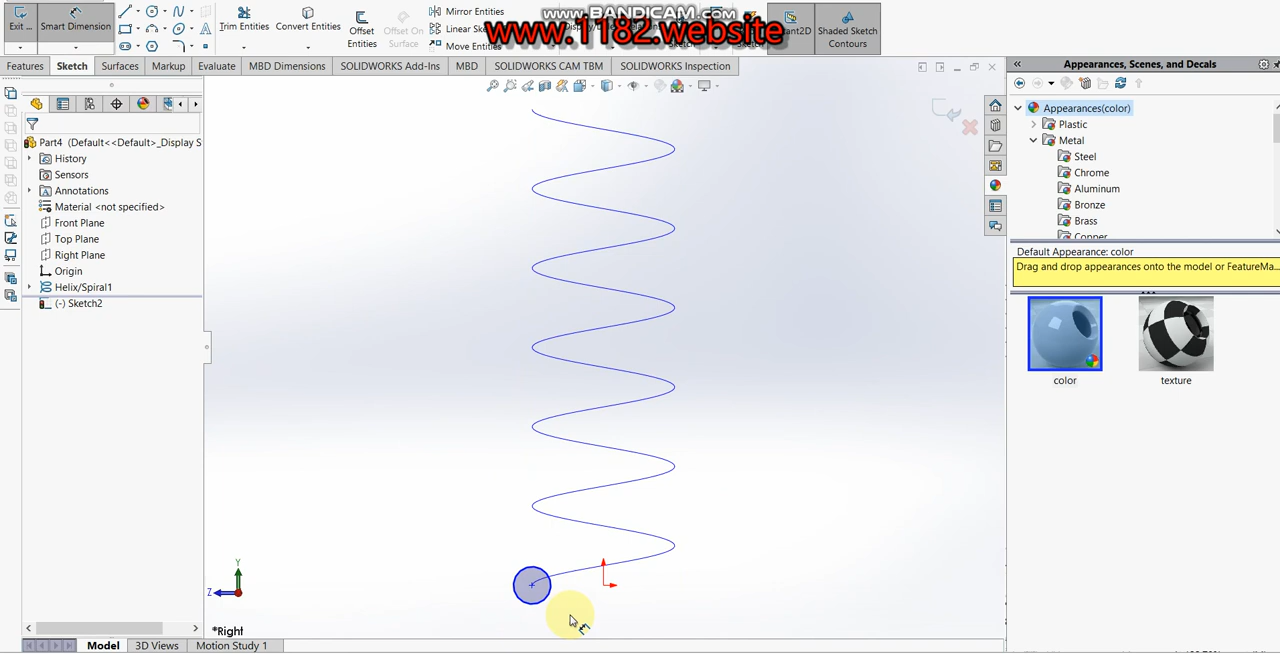 www.BANDICAM.com
www.1182.website
Exit ...
Smart Dimension
Trim Entities
Convert Entities
Offset Entities
Offset On Surface
Mirror Entities
Linear Sk
Move Entities
Instant2D
Shaded Sketch Contours
Features
Sketch
Surfaces
Markup
Evaluate
MBD Dimensions
SOLIDWORKS Add-Ins
MBD
SOLIDWORKS CAM TBM
SOLIDWORKS Inspection
Part4 (Default<<Default>_Display S
History
Sensors
Annotations
Material <not specified>
Front Plane
Top Plane
Right Plane
Origin
Helix/Spiral1
(-) Sketch2
Y
Z
*Right
Model
3D Views
Motion Study 1
Appearances, Scenes, and Decals
Appearances(color)
Plastic
Metal
Steel
Chrome
Aluminum
Bronze
Brass
Copper
Default Appearance: color
Drag and drop appearances onto the model or FeatureMa...
color
texture